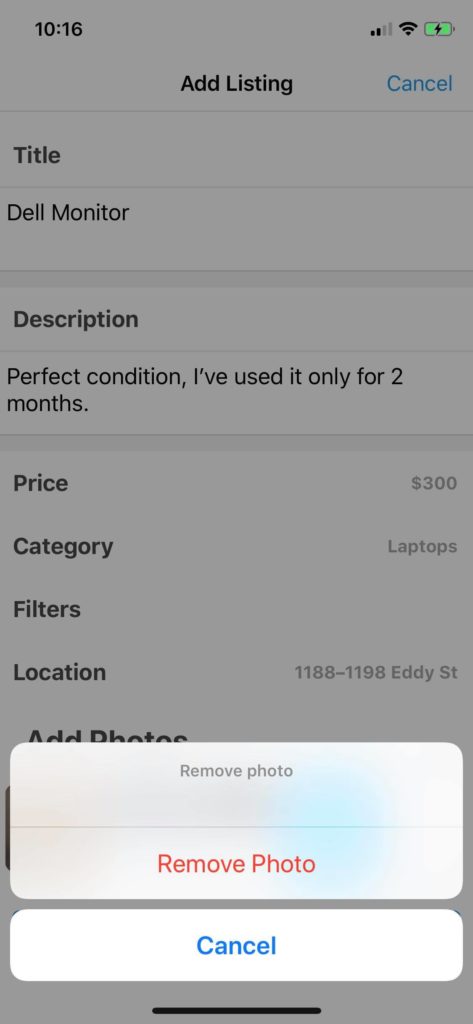 10:16
Add Listing
Cancel
Title
Dell Monitor
Description
Perfect condition, I've used it only for 2
months.
Price
$300
Category
Laptops
Filters
Location
1188–1198 Eddy St
Add Photos
Remove photo
Remove Photo
Cancel